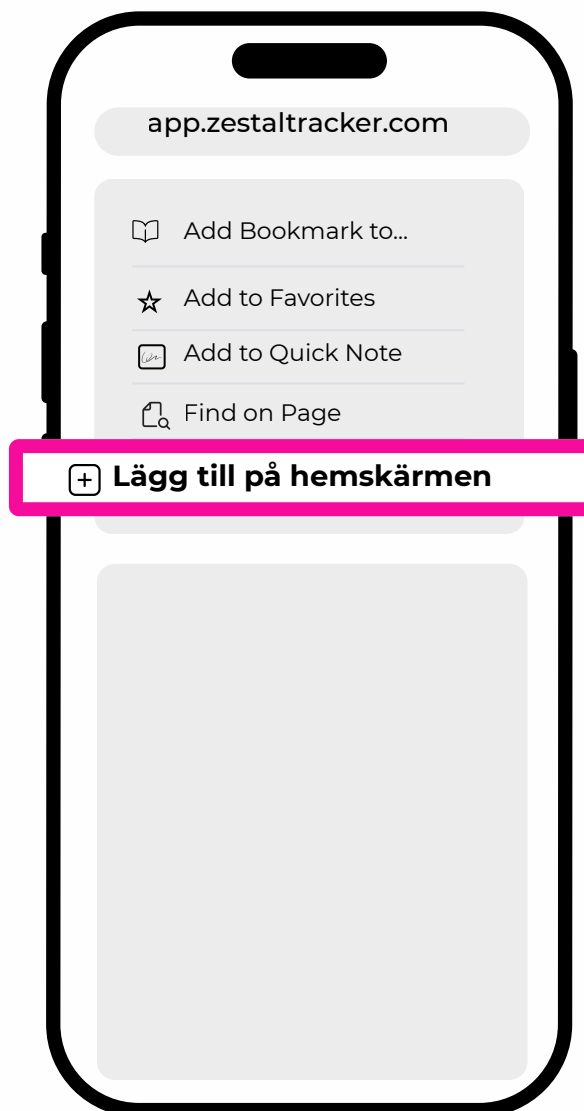 app.zestaltracker.com
Add Bookmark to...
Add to Favorites
Add to Quick Note
Find on Page
Lägg till på hemskärmen